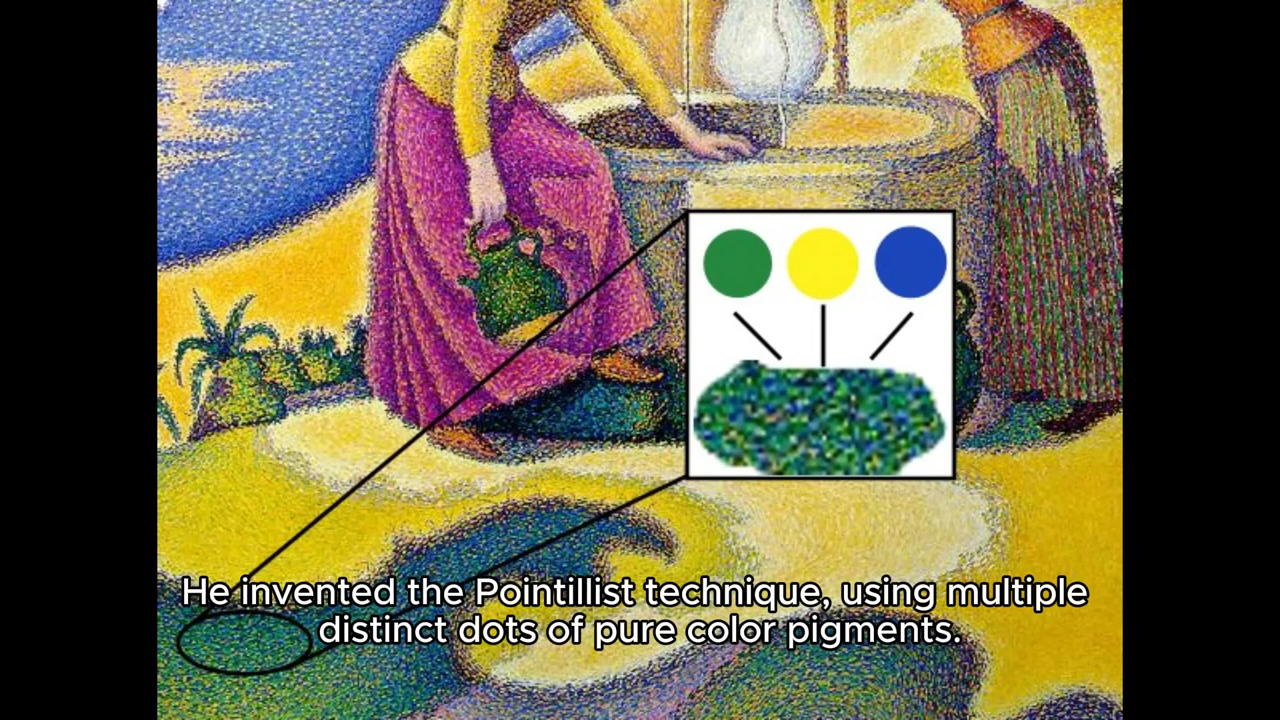 He invented the Pointillist technique, using multiple
distinct dots of pure color pigments.